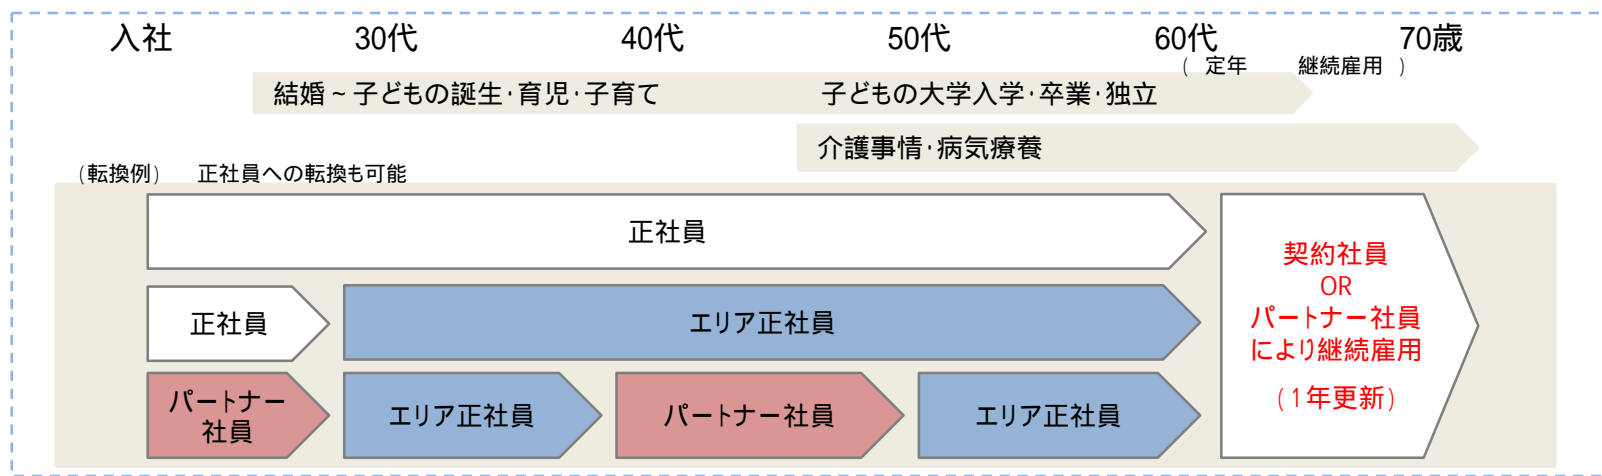 入社 30代 40代 50代 60代 70歳
( 定年 継続雇用 )
結婚~子どもの誕生・育児・子育て 子どもの大学入学・卒業・独立
介護事情・病気療養
(転換例) 正社員への転換も可能
正社員
正社員
エリア正社員
パートナー
社員
エリア正社員
パートナー社員
エリア正社員
契約社員
OR
パートナー社員
により継続雇用
(1年更新)